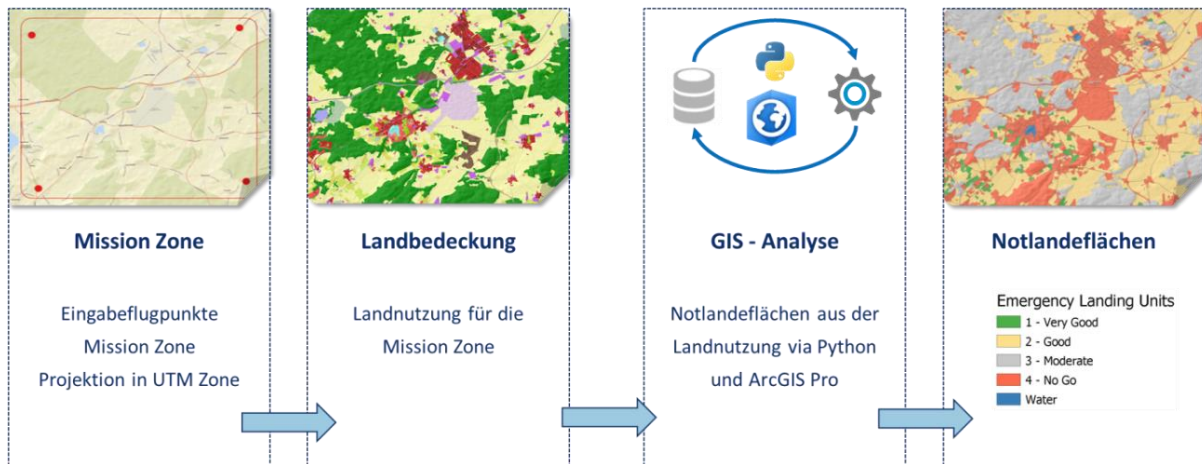 Mission Zone
Eingabeflugpunkte
Mission Zone
Projektion in UTM Zone
Landbedeckung
Landnutzung für die
Mission Zone
GIS - Analyse
Notlandeflächen aus der
Landnutzung via Python
und ArcGIS Pro
Notlandeflächen
Emergency Landing Units
1 - Very Good
2 - Good
3 - Moderate
4 - No Go
Water